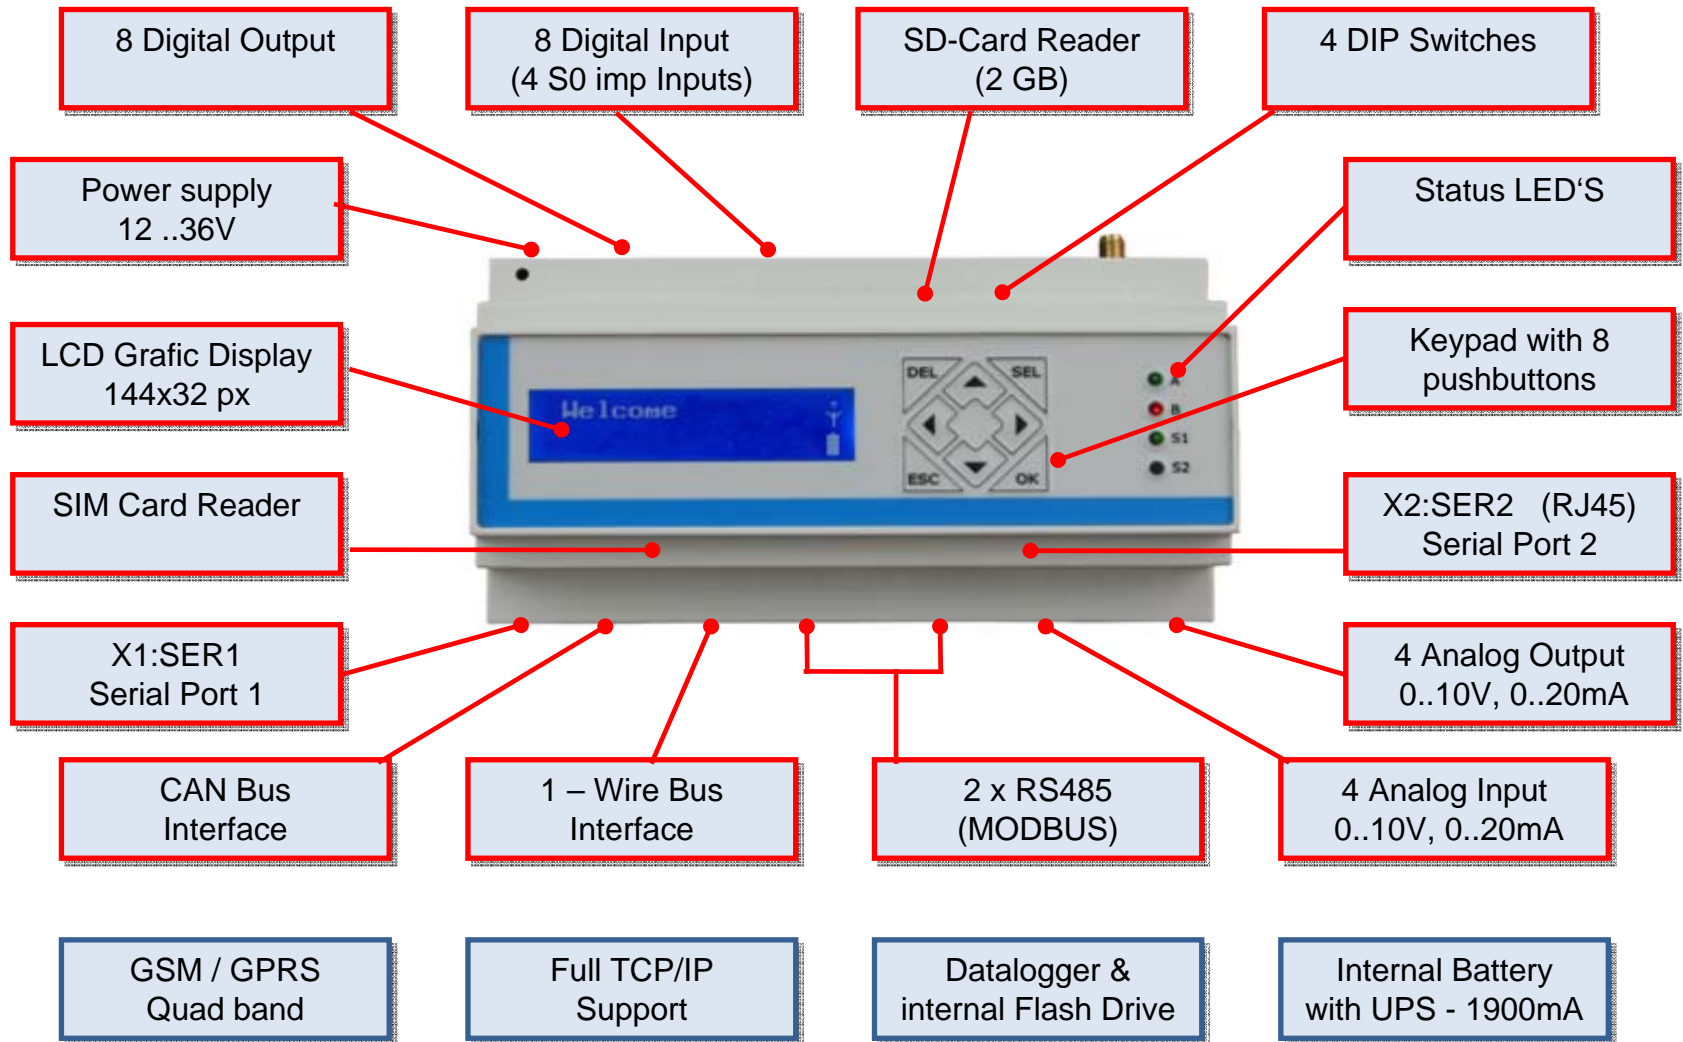 8 Digital Output
8 Digital Input
(4 S0 imp Inputs)
SD-Card Reader
(2 GB)
4 DIP Switches
Power supply
12 ..36V
Status LED‘S
LCD Grafic Display
144x32 px
Keypad with 8
pushbuttons
Welcome
DEL
SEL
ESC
OK
A
B
S1
S2
SIM Card Reader
X2:SER2 (RJ45)
Serial Port 2
X1:SER1
Serial Port 1
4 Analog Output
0..10V, 0..20mA
CAN Bus
Interface
1 – Wire Bus
Interface
2 x RS485
(MODBUS)
4 Analog Input
0..10V, 0..20mA
GSM / GPRS
Quad band
Full TCP/IP
Support
Datalogger &
internal Flash Drive
Internal Battery
with UPS - 1900mA